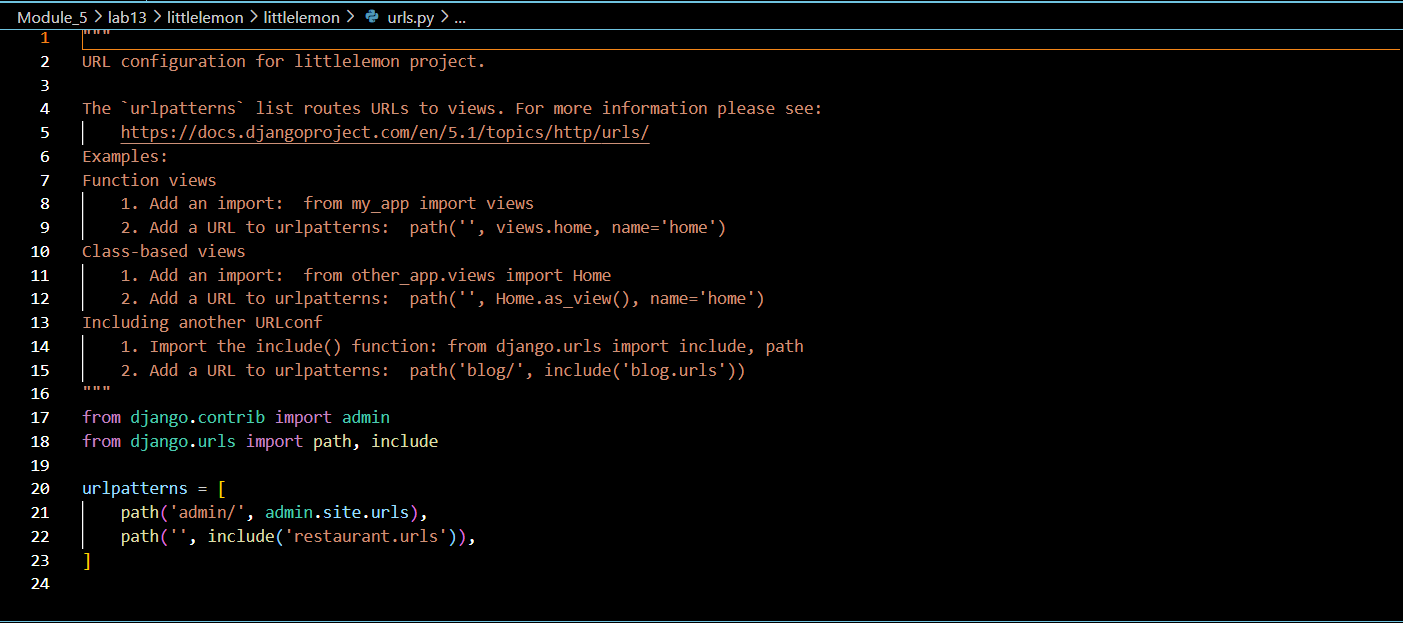 Module_5 > lab13 > littlelemon > littlelemon > urls.py > ...
1 """
2 URL configuration for littlelemon project.
3
4 The `urlpatterns` list routes URLs to views. For more information please see:
5     https://docs.djangoproject.com/en/5.1/topics/http/urls/
6 Examples:
7 Function views
8     1. Add an import:  from my_app import views
9     2. Add a URL to urlpatterns:  path('', views.home, name='home')
10 Class-based views
11     1. Add an import:  from other_app.views import Home
12     2. Add a URL to urlpatterns:  path('', Home.as_view(), name='home')
13 Including another URLconf
14     1. Import the include() function: from django.urls import include, path
15     2. Add a URL to urlpatterns:  path('blog/', include('blog.urls'))
16 """
17 from django.contrib import admin
18 from django.urls import path, include
19
20 urlpatterns = [
21     path('admin/', admin.site.urls),
22     path('', include('restaurant.urls')),
23 ]
24